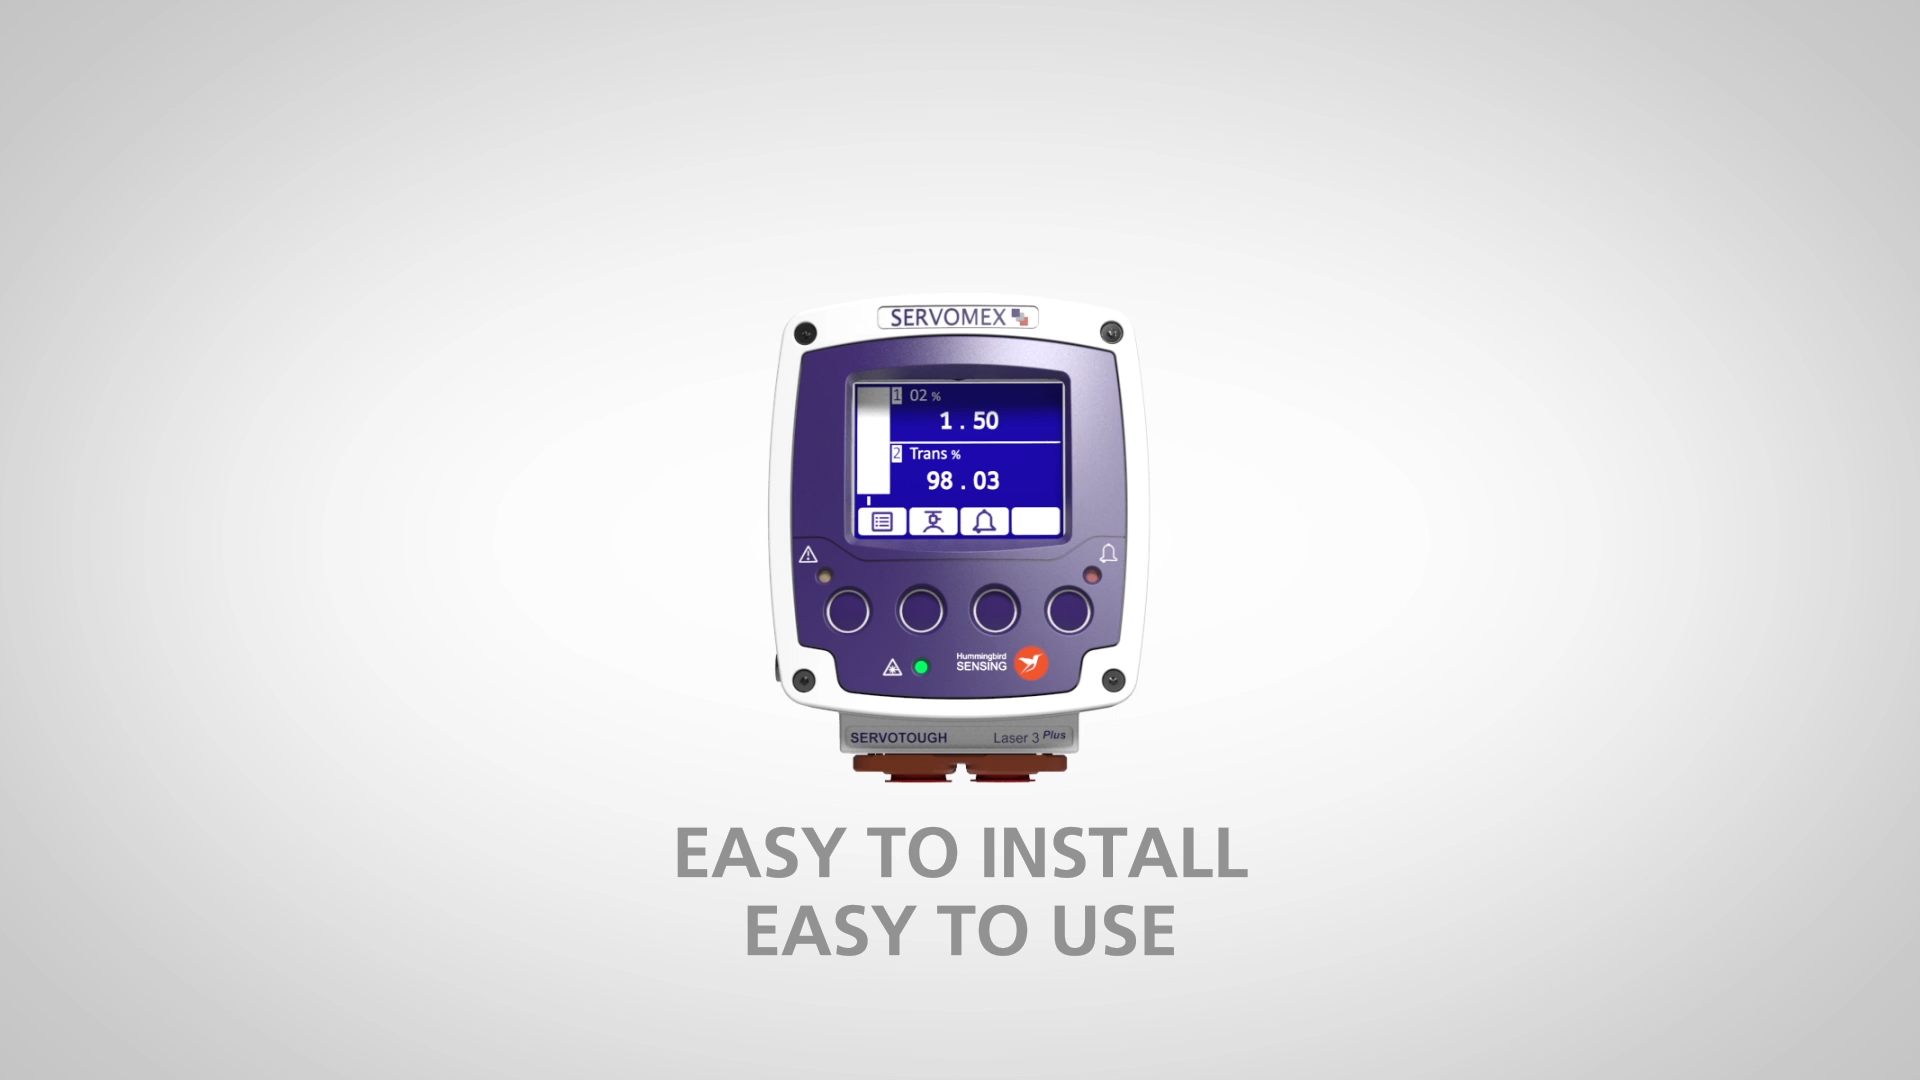 SERVOMEX
1 O2 %
1 . 50
2 Trans %
98 . 03
Hummingbird
SENSING
SERVOTOUGH Laser 3 Plus
EASY TO INSTALL
EASY TO USE